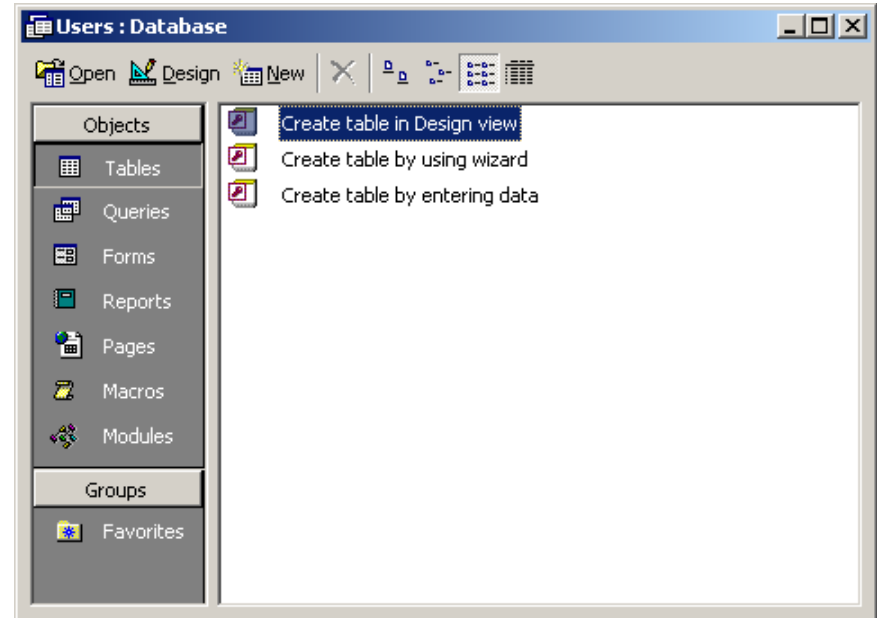 Users : Database
Open Design New
Objects
Tables
Queries
Forms
Reports
Pages
Macros
Modules
Groups
Favorites
Create table in Design view
Create table by using wizard
Create table by entering data